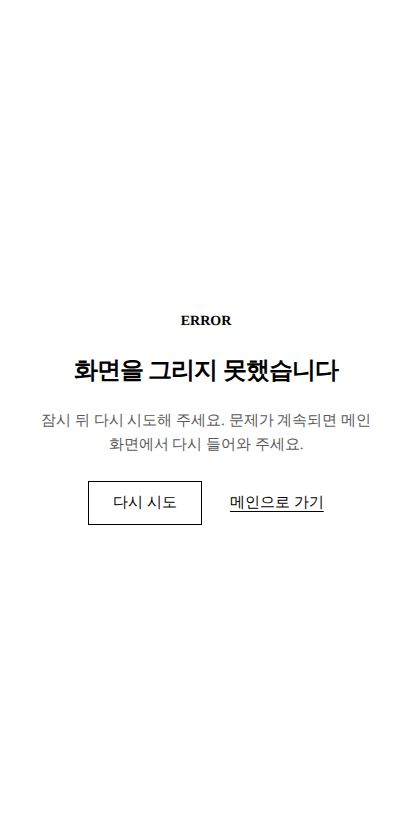 ERROR
화면을 그리지 못했습니다
잠시 뒤 다시 시도해 주세요. 문제가 계속되면 메인
화면에서 다시 들어와 주세요.
다시 시도
메인으로 가기